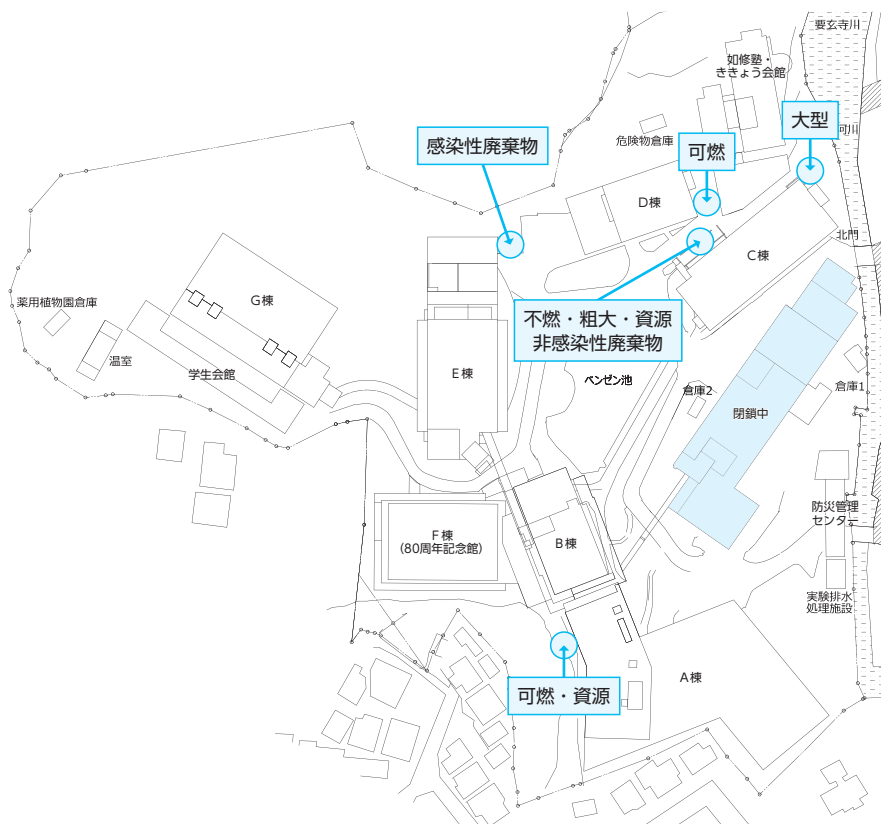 要玄寺川
如修塾・
ききょう会館
大型
可川
危険物倉庫
感染性廃棄物
可燃
D棟
北門
C棟
G棟
薬用植物園倉庫
不燃・粗大・資源
非感染性廃棄物
温室
学生会館
E棟
ベンゼン池
倉庫2
倉庫1
閉鎖中
防災管理
センター
F棟
(80周年記念館)
B棟
実験排水
処理施設
A棟
可燃・資源